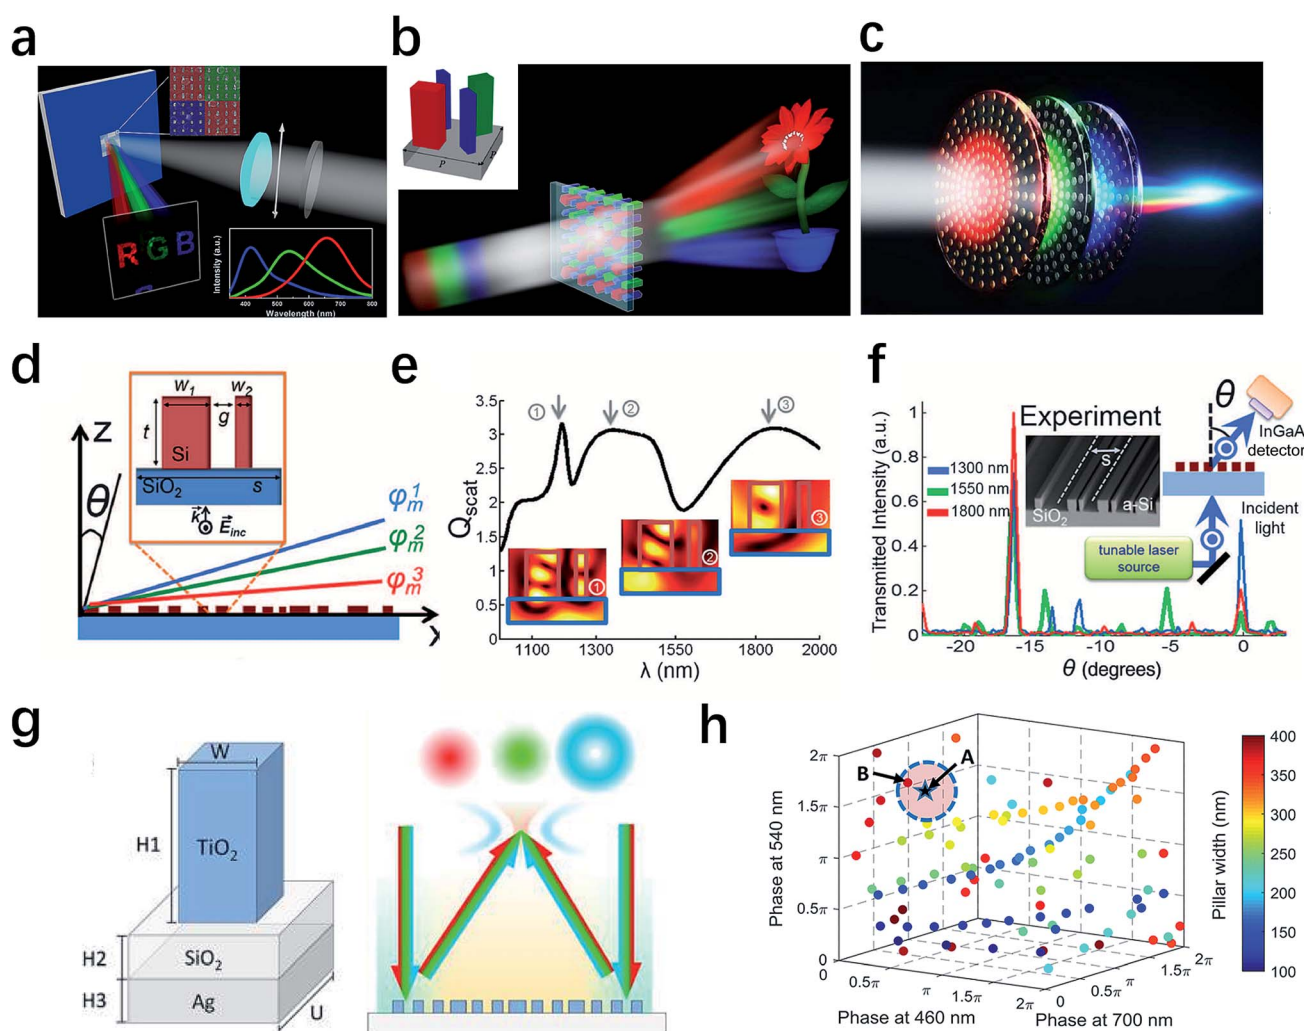 a
b
c
P
P
R G B
Intensity (a.u.)
400 500 600 700 800
Wavelength (nm)
d
z
θ
W1
W2
g
t
Si
SiO2
s
k
Einc
φm1
φm2
φm3
x
e
Qscat
3.5
3
2.5
2
1.5
1
0.5
0
1
2
3
1
2
3
1100 1300 1550 1800 2000
λ (nm)
f
Transmitted Intensity (a.u.)
1
0.8
0.6
0.4
0.2
0
Experiment
1300 nm
1550 nm
1800 nm
S
SiO2
a-Si
θ
InGaA
detector
Incident
light
tunable laser
source
-20 -15 -10 -5 0
θ (degrees)
g
W
H1
TiO2
H2
SiO2
H3
Ag
U
h
Phase at 540 nm
2π
1.5π
π
0.5π
0
B
A
0 0.5π π 1.5π 2π
Phase at 460 nm
0 0.5π π 1.5π 2π
Phase at 700 nm
Pillar width (nm)
400
350
300
250
200
150
100